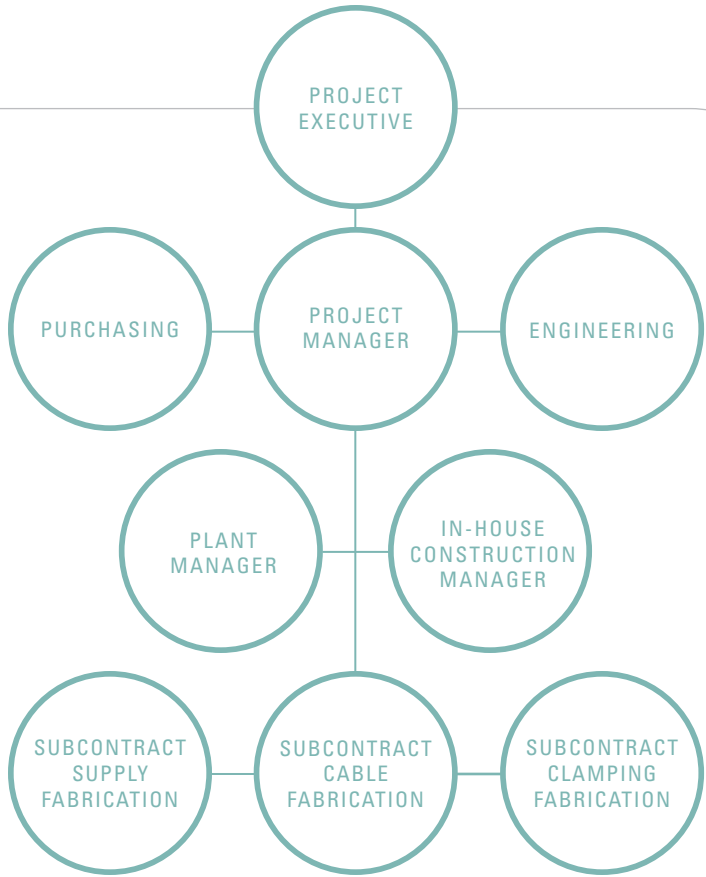 PROJECT
EXECUTIVE
PURCHASING
PROJECT
MANAGER
ENGINEERING
PLANT
MANAGER
IN-HOUSE
CONSTRUCTION
MANAGER
SUBCONTRACT
SUPPLY
FABRICATION
SUBCONTRACT
CABLE
FABRICATION
SUBCONTRACT
CLAMPING
FABRICATION